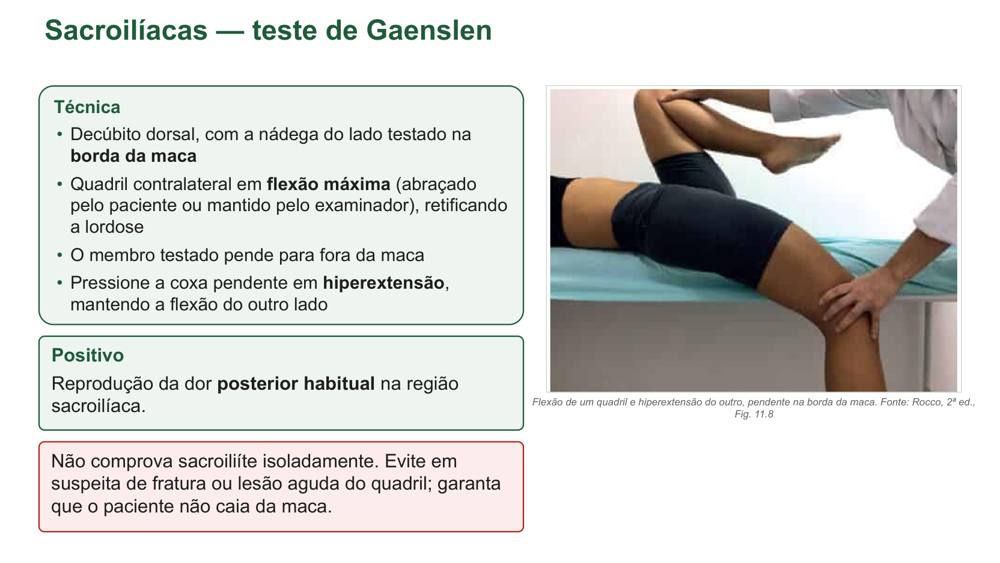 Sacroilíacas — teste de Gaenslen
Técnica
• Decúbito dorsal, com a nádega do lado testado na
borda da maca
• Quadril contralateral em flexão máxima (abraçado
pelo paciente ou mantido pelo examinador), retificando
a lordose
• O membro testado pende para fora da maca
• Pressione a coxa pendente em hiperextensão,
mantendo a flexão do outro lado
Positivo
Reprodução da dor posterior habitual na região
sacroilíaca.
Não comprova sacroiliíte isoladamente. Evite em
suspeita de fratura ou lesão aguda do quadril; garanta
que o paciente não caia da maca.
Flexão de um quadril e hiperextensão do outro, pendente na borda da maca. Fonte: Rocco, 2ª ed.,
Fig. 11.8